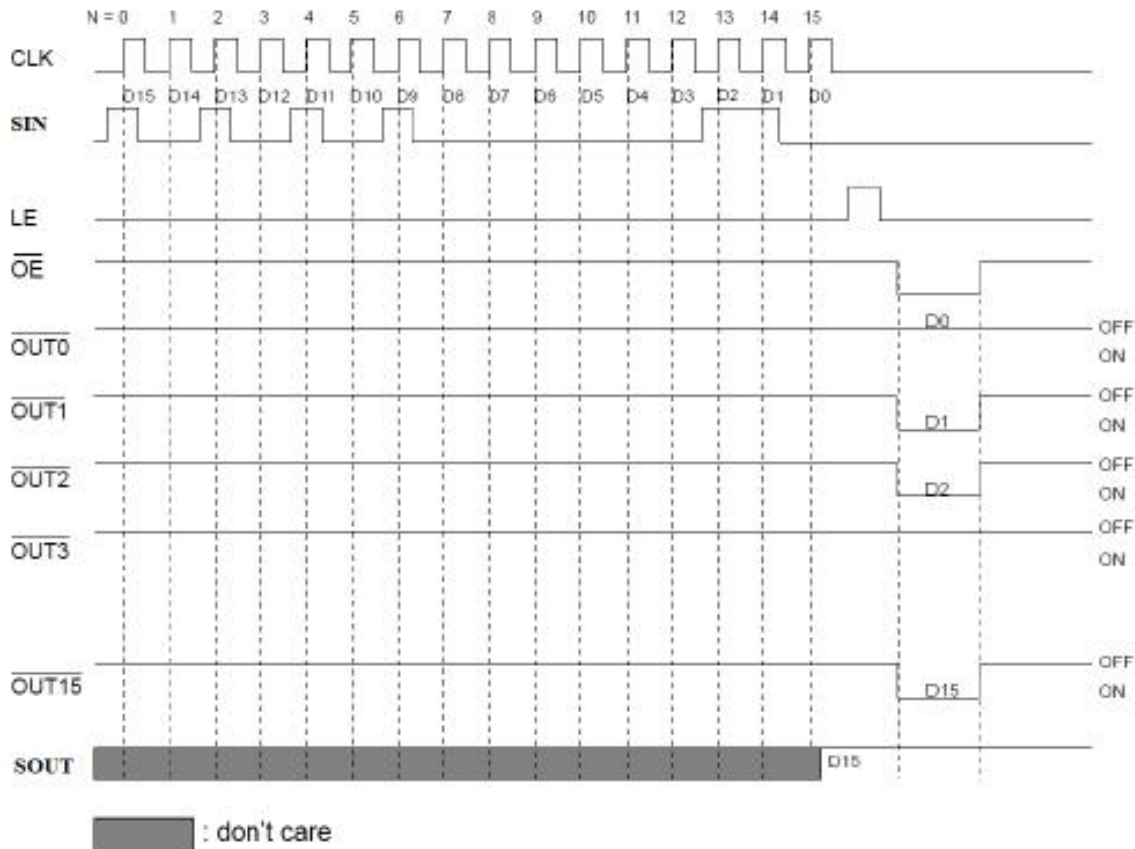 N = 0 1 2 3 4 5 6 7 8 9 10 11 12 13 14 15
CLK
D15 D14 D13 D12 D11 D10 D9 D8 D7 D6 D5 D4 D3 D2 D1 D0
SIN
LE
OE
D0
OFF
OUT0
ON
OFF
OUT1
D1
ON
OFF
OUT2
D2
ON
OFF
OUT3
ON
OFF
OUT15
D15
ON
SOUT
D15
: don't care